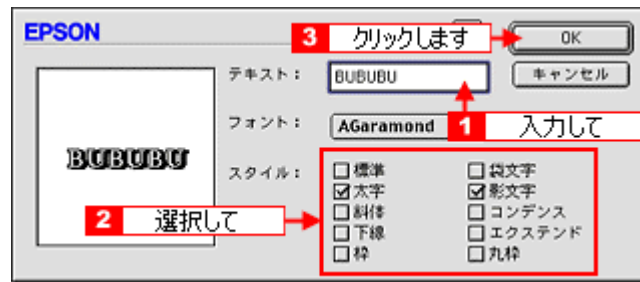 EPSON
3 クリックします
OK
テキスト：
BUBUBU
キャンセル
フォント：
AGaramond
1 入力して
BUBUBU
スタイル：
標準
袋文字
太字
影文字
2 選択して
斜体
コンデンス
下線
エクステンド
枠
丸枠